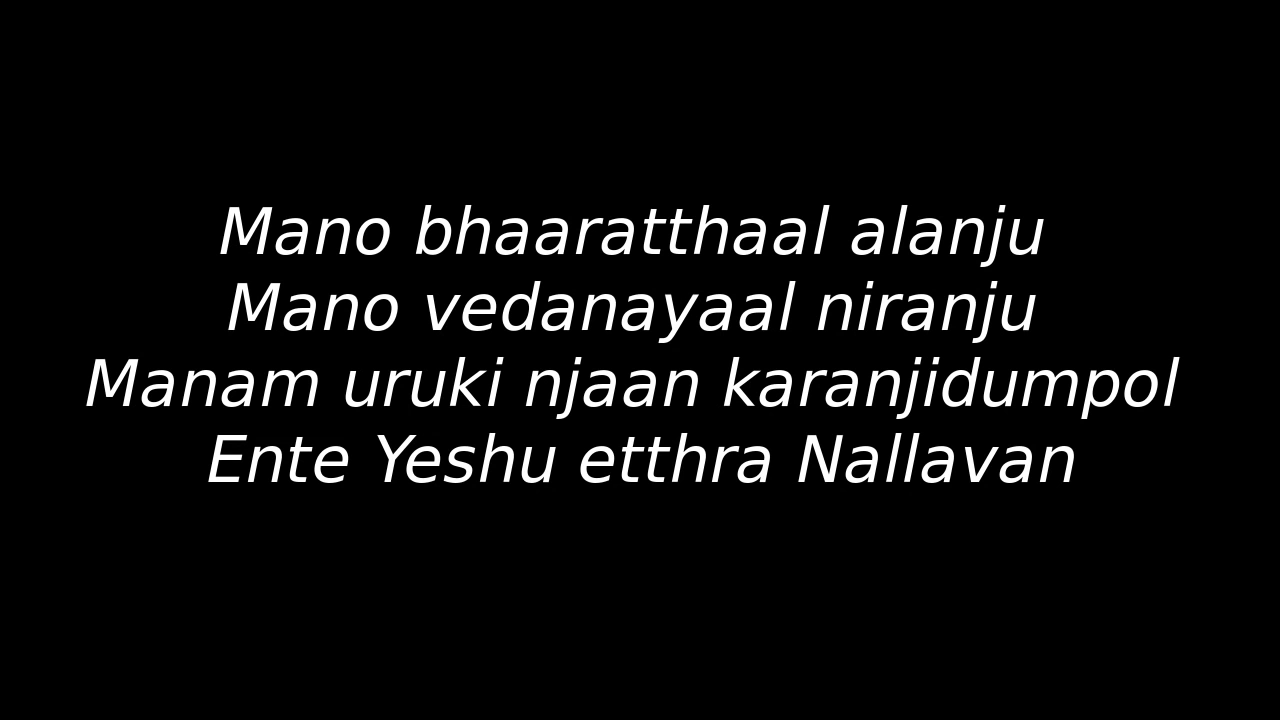 Mano bhaaratthaal alanju
Mano vedanayaal niranju
Manam uruki njaan karanjidumpol
Ente Yeshu etthra Nallavan